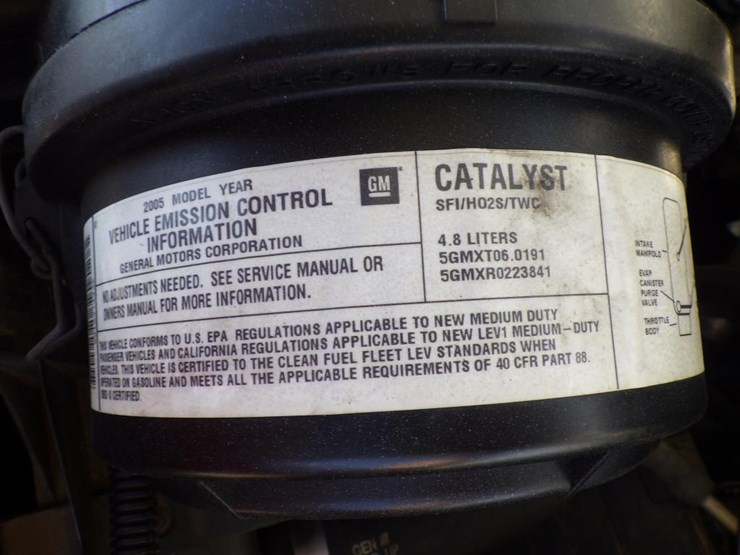 2005 MODEL YEAR
VEHICLE EMISSION CONTROL
INFORMATION
GENERAL MOTORS CORPORATION
GM
NO ADJUSTMENTS NEEDED. SEE SERVICE MANUAL OR
OWNERS MANUAL FOR MORE INFORMATION.
CATALYST
SFI/HO2S/TWC
4.8 LITERS
5GMXT06.0191
5GMXR0223841
THIS VEHICLE CONFORMS TO U.S. EPA REGULATIONS APPLICABLE TO NEW MEDIUM DUTY
PASSENGER VEHICLES AND CALIFORNIA REGULATIONS APPLICABLE TO NEW LEV1 MEDIUM-DUTY
VEHICLES. THIS VEHICLE IS CERTIFIED TO THE CLEAN FUEL FLEET LEV STANDARDS WHEN
OPERATED ON GASOLINE AND MEETS ALL THE APPLICABLE REQUIREMENTS OF 40 CFR PART 88.
CERTIFIED
INTAKE
MANIFOLD
EVAP
CANISTER
PURGE
VALVE
THROTTLE
BODY
GEN